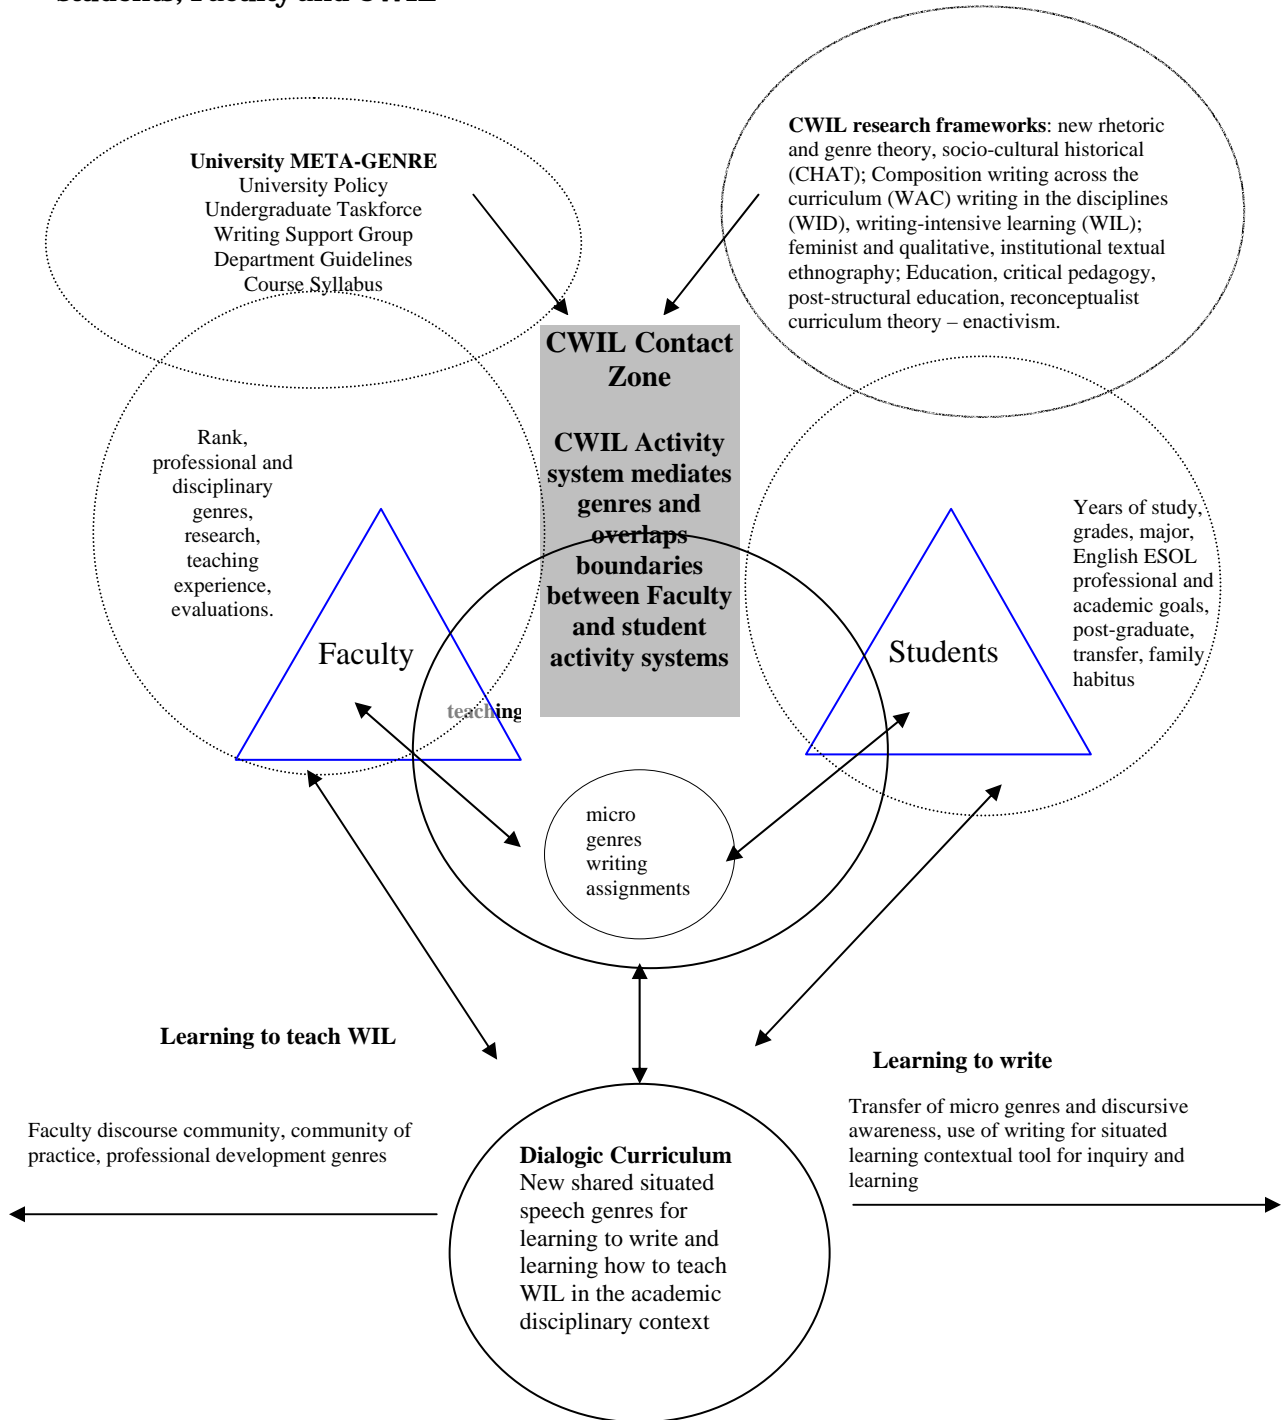 Students, Faculty and CWIL
University META-GENRE
University Policy
Undergraduate Taskforce
Writing Support Group
Department Guidelines
Course Syllabus
CWIL research frameworks: new rhetoric
and genre theory, socio-cultural historical
(CHAT); Composition writing across the
curriculum (WAC) writing in the disciplines
(WID), writing-intensive learning (WIL);
feminist and qualitative, institutional textual
ethnography; Education, critical pedagogy,
post-structural education, reconceptualist
curriculum theory – enactivism.
CWIL Contact
Zone
CWIL Activity
system mediates
genres and
overlaps
boundaries
between Faculty
and student
activity systems
Rank,
professional and
disciplinary
genres,
research,
teaching
experience,
evaluations.
Faculty
teaching
Students
Years of study,
grades, major,
English ESOL
professional and
academic goals,
post-graduate,
transfer, family
habitus
micro
genres
writing
assignments
Learning to teach WIL
Faculty discourse community, community of
practice, professional development genres
Learning to write
Transfer of micro genres and discursive
awareness, use of writing for situated
learning contextual tool for inquiry and
learning
Dialogic Curriculum
New shared situated
speech genres for
learning to write and
learning how to teach
WIL in the academic
disciplinary context